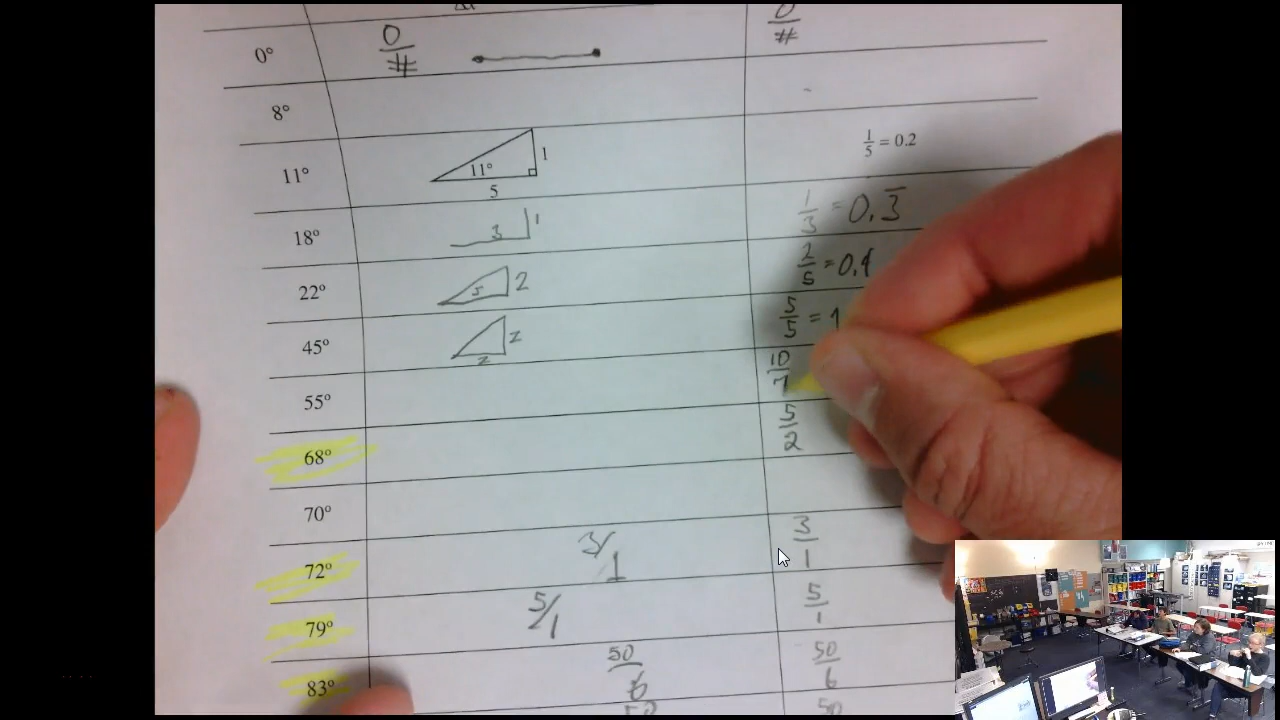 0° 0/# 0/#
8°
11° 11° 1 5 1/5 = 0.2
18° 3 1 1/3 = 0.3̅
22° 5 2 2/5 = 0.4
45° 2 2 5/5 = 1
55° 10/7
68° 5/2
70°
72° 3/1 3/1
79° 5/1 5/1
83° 50/6 50/6
50 50